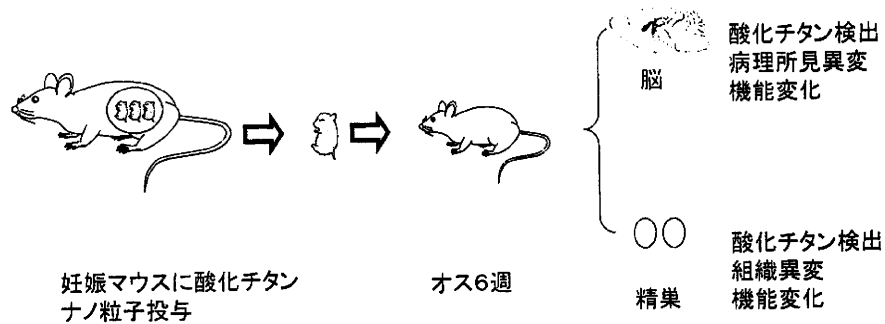 酸化チタン検出
病理所見異変
機能変化
脳
妊娠マウスに酸化チタン
ナノ粒子投与
オス6週
精巣
酸化チタン検出
組織異変
機能変化